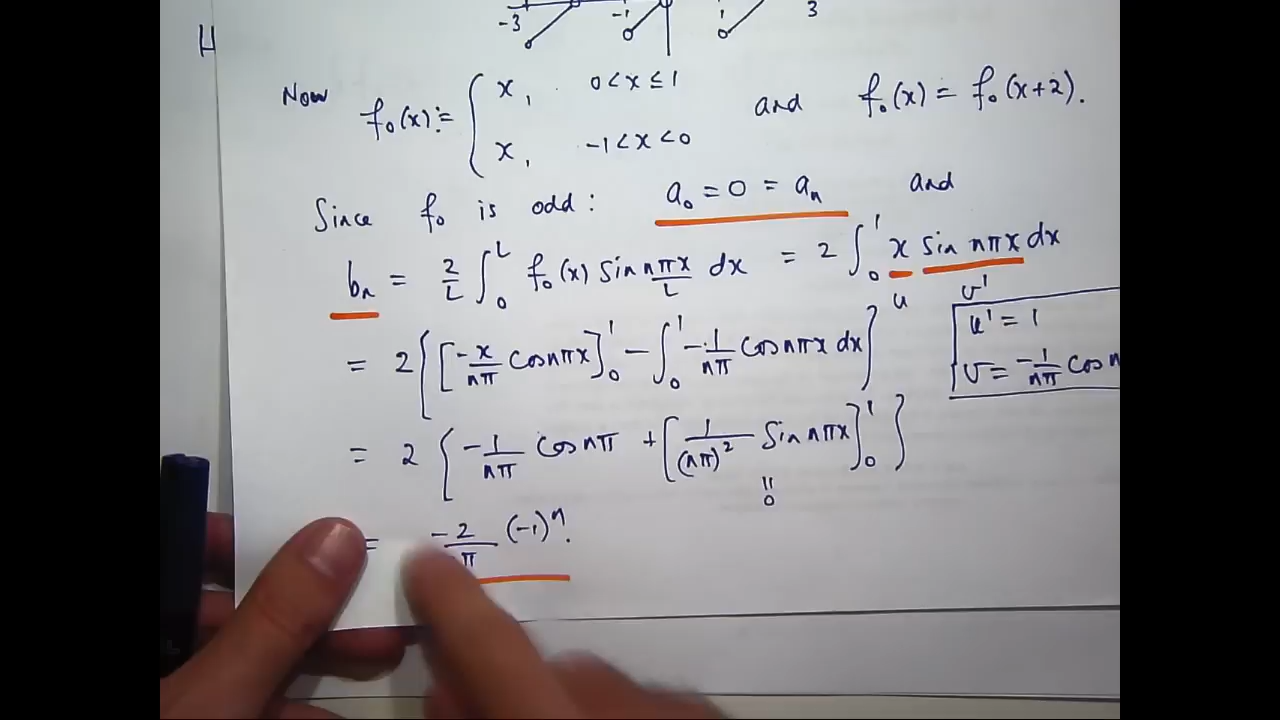 -3 -1 1 3
H
Now f₀(x) := { x, 0 < x ≤ 1 and f₀(x) = f₀(x+2).
x, -1 < x < 0
Since f₀ is odd: a₀ = 0 = aₙ and
bₙ = 2/L ∫₀ᴸ f₀(x) sin nπx/L dx = 2 ∫₀¹ x sin nπx dx
u v'
= 2 { [-x/nπ cos nπx]₀¹ - ∫₀¹ -1/nπ cos nπx dx }
u' = 1
v = -1/nπ cos n
= 2 { -1/nπ cos nπ + [1/(nπ)² sin nπx]₀¹ }
=
0
= -2/π (-1)ⁿ.